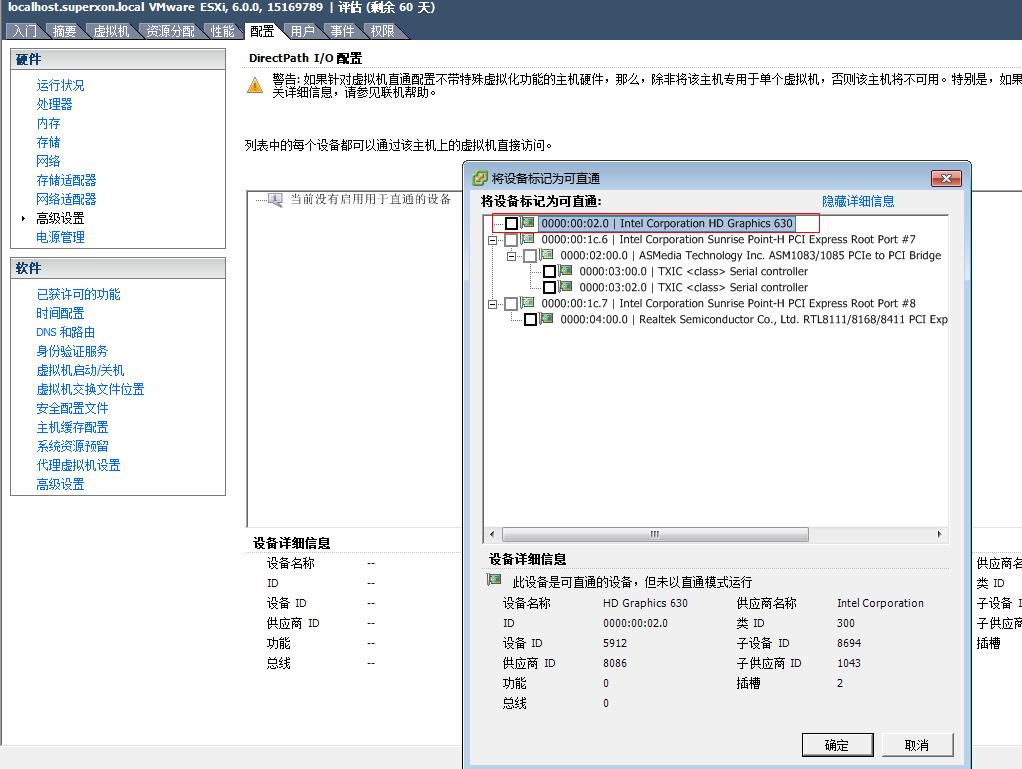 localhost.superxon.local VMware ESXi, 6.0.0, 15169789 | 评估 (剩余 60 天)
入门 摘要 虚拟机 资源分配 性能 配置 用户 事件 权限
硬件
运行状况
处理器
内存
存储
网络
存储适配器
网络适配器
高级设置
电源管理
软件
已获许可的功能
时间配置
DNS 和路由
身份验证服务
虚拟机启动/关机
虚拟机交换文件位置
安全配置文件
主机缓存配置
系统资源预留
代理虚拟机设置
高级设置
DirectPath I/O 配置
警告: 如果针对虚拟机直通配置不带特殊虚拟化功能的主机硬件，那么，除非将该主机专用于单个虚拟机，否则该主机将不可用。特别是，如果
关详细信息，请参见联机帮助。
列表中的每个设备都可以通过该主机上的虚拟机直接访问。
当前没有启用用于直通的设备
设备详细信息
设备名称 --
ID --
设备 ID --
供应商 ID --
功能 --
总线 --
供应商名
类 ID
子设备 I
子供应商
插槽
将设备标记为可直通
将设备标记为可直通: 隐藏详细信息
0000:00:02.0 | Intel Corporation HD Graphics 630
0000:00:1c.6 | Intel Corporation Sunrise Point-H PCI Express Root Port #7
0000:02:00.0 | ASMedia Technology Inc. ASM1083/1085 PCIe to PCI Bridge
0000:03:00.0 | TXIC <class> Serial controller
0000:03:02.0 | TXIC <class> Serial controller
0000:00:1c.7 | Intel Corporation Sunrise Point-H PCI Express Root Port #8
0000:04:00.0 | Realtek Semiconductor Co., Ltd. RTL8111/8168/8411 PCI Exp
设备详细信息
此设备是可直通的设备，但未以直通模式运行
设备名称 HD Graphics 630 供应商名称 Intel Corporation
ID 0000:00:02.0 类 ID 300
设备 ID 5912 子设备 ID 8694
供应商 ID 8086 子供应商 ID 1043
功能 0 插槽 2
总线 0
确定 取消